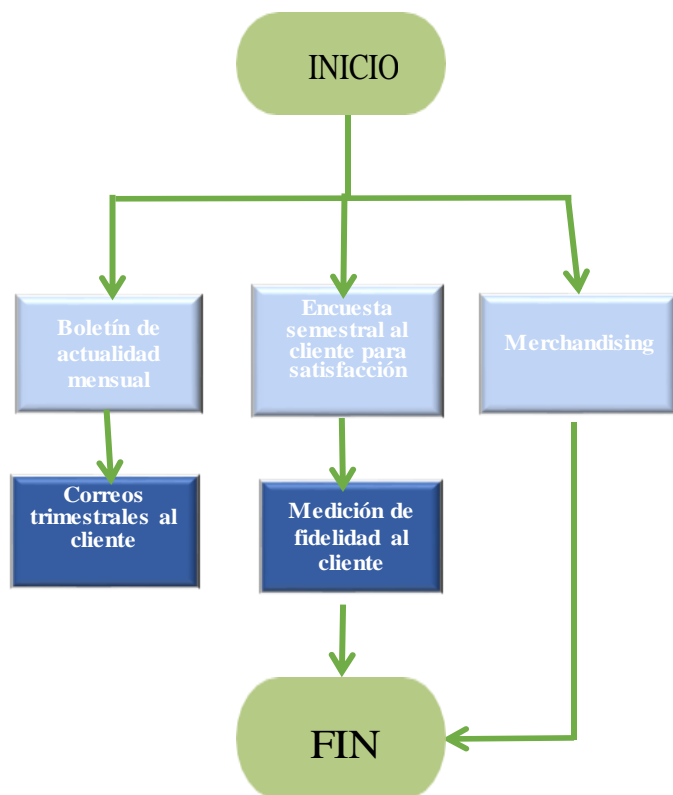 INICIO
Boletín de
actualidad
mensual
Encuesta
semestral al
cliente para
satisfacción
Merchandising
Correos
trimestrales al
cliente
Medición de
fidelidad al
cliente
FIN